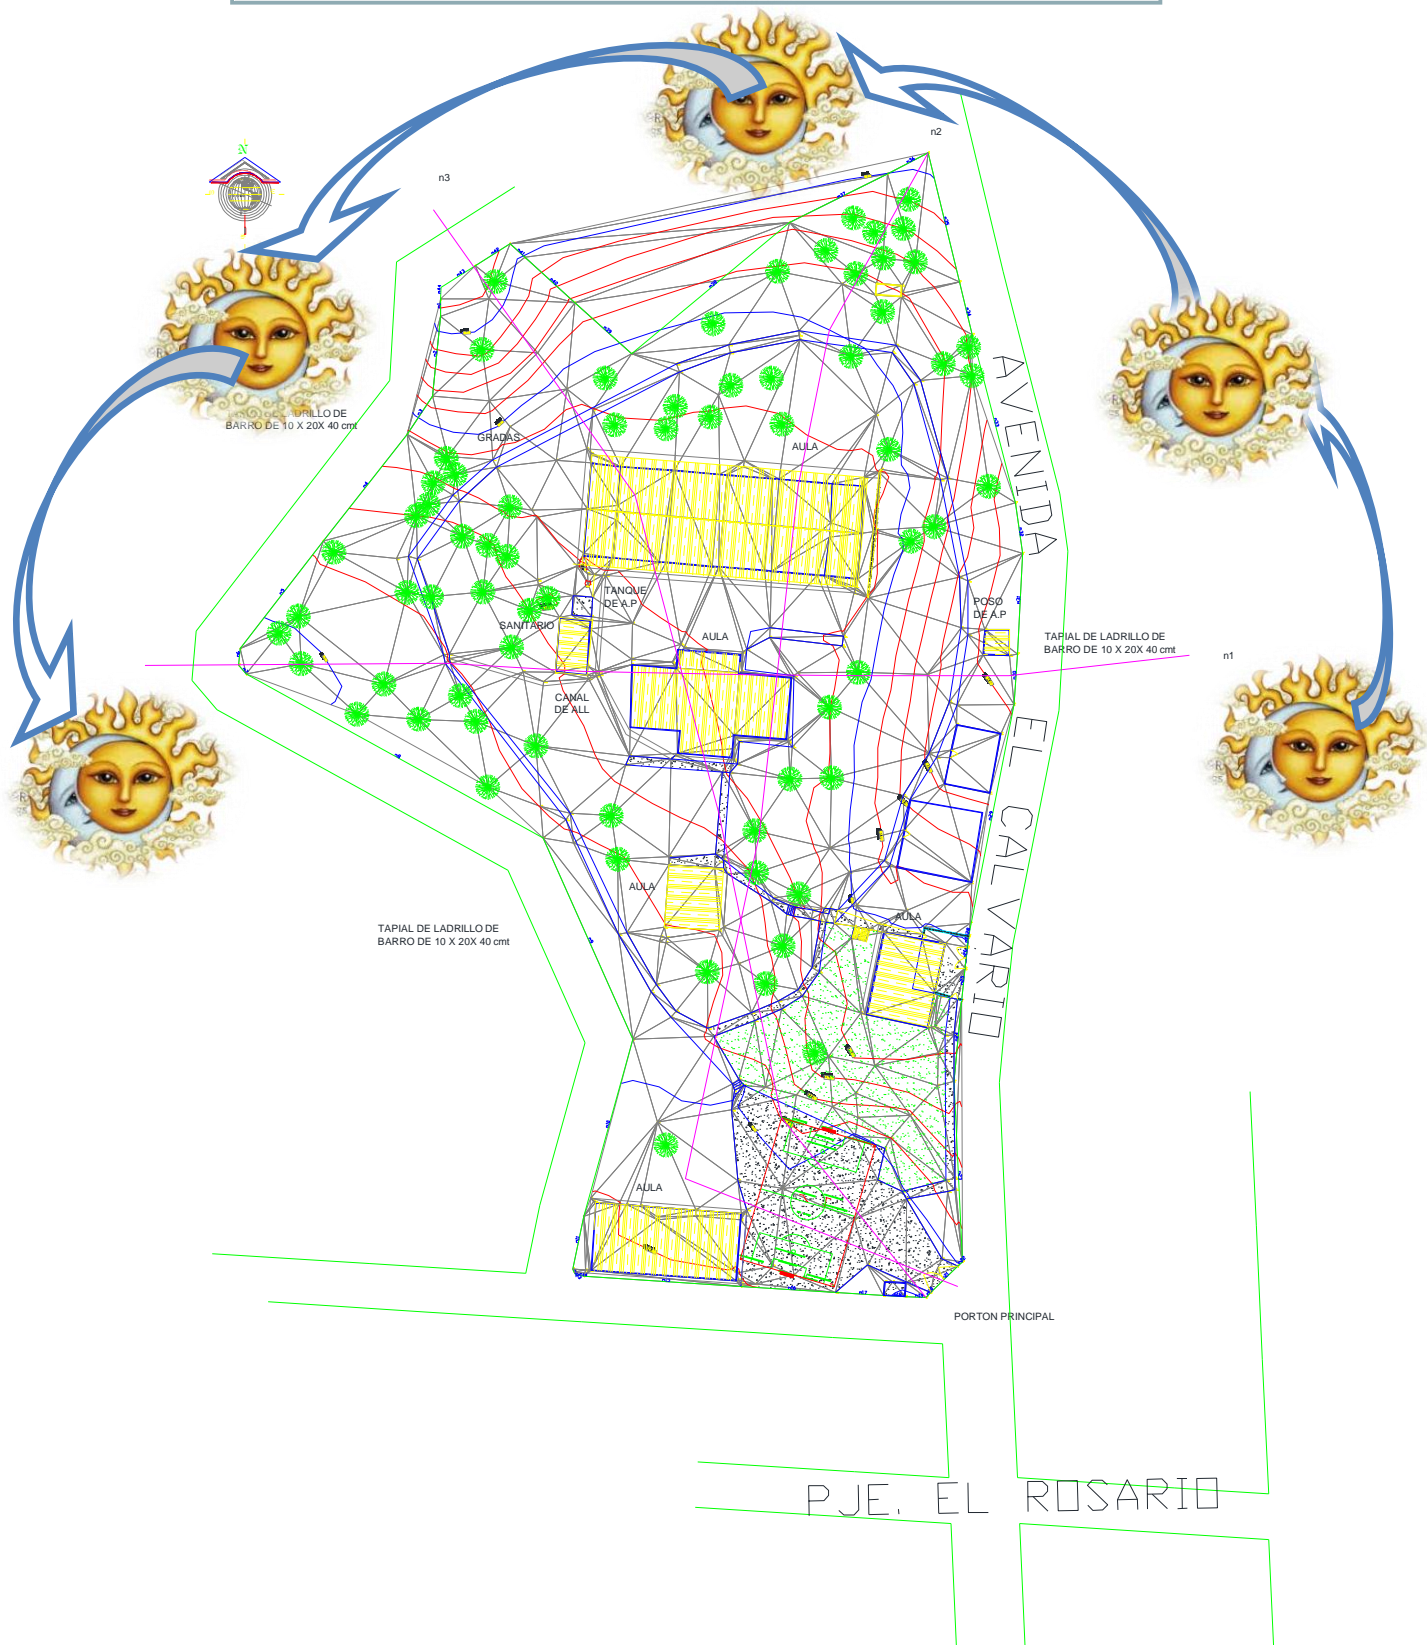 N
n2
n3
LADRILLO DE
BARRO DE 10 X 20X 40 cmt
GRADAS
AULA
AVENIDA EL CALVARIO
TANQUE
DE A.P
SANITARIO
POSO
DE A.P
AULA
TAPIAL DE LADRILLO DE
BARRO DE 10 X 20X 40 cmt
n1
CANAL
DE ALL
AULA
AULA
TAPIAL DE LADRILLO DE
BARRO DE 10 X 20X 40 cmt
AULA
PORTON PRINCIPAL
PJE. EL ROSARIO